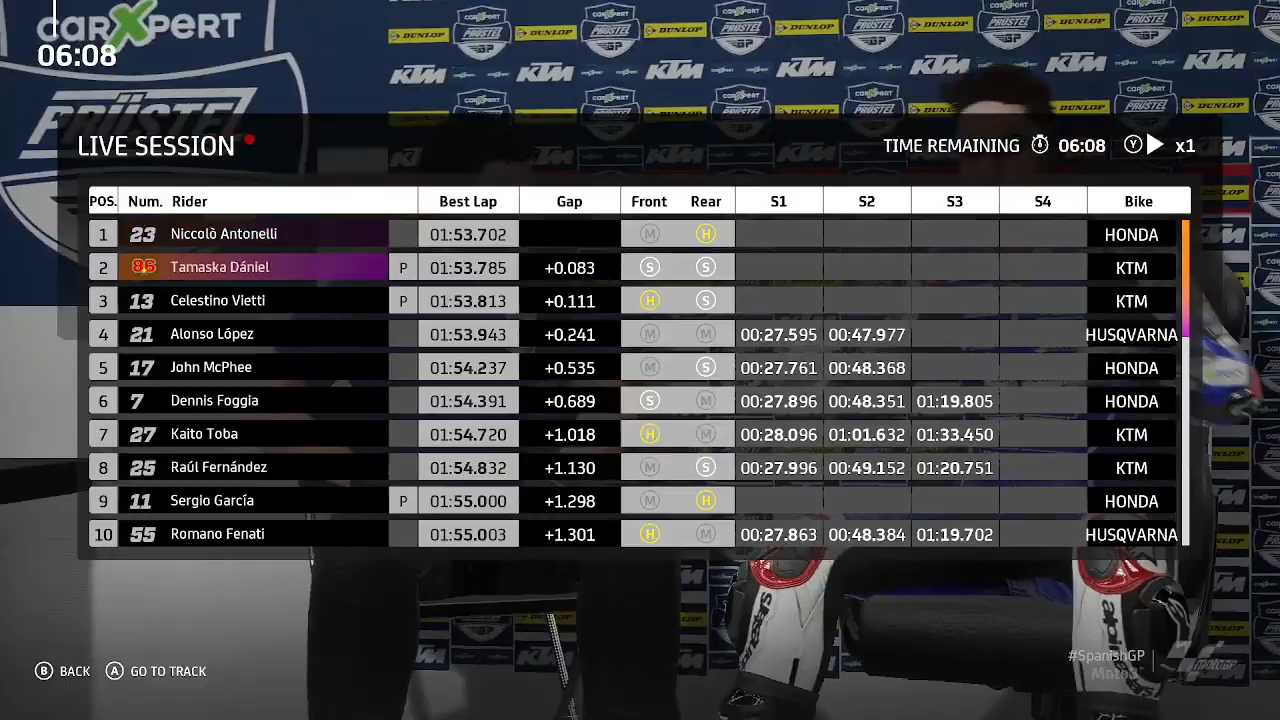 carXpert
06:08
PRÜSTEL
GP
DUNLOP
KTM
LIVE SESSION
TIME REMAINING 06:08 Y x1
POS. Num. Rider Best Lap Gap Front Rear S1 S2 S3 S4 Bike
1 23 Niccolò Antonelli 01:53.702 M H HONDA
2 86 Tamaska Dániel P 01:53.785 +0.083 S S KTM
3 13 Celestino Vietti P 01:53.813 +0.111 H S KTM
4 21 Alonso López 01:53.943 +0.241 M M 00:27.595 00:47.977 HUSQVARNA
5 17 John McPhee 01:54.237 +0.535 M S 00:27.761 00:48.368 HONDA
6 7 Dennis Foggia 01:54.391 +0.689 S M 00:27.896 00:48.351 01:19.805 HONDA
7 27 Kaito Toba 01:54.720 +1.018 H M 00:28.096 01:01.632 01:33.450 KTM
8 25 Raúl Fernández 01:54.832 +1.130 M S 00:27.996 00:49.152 01:20.751 KTM
9 11 Sergio García P 01:55.000 +1.298 M H HONDA
10 55 Romano Fenati 01:55.003 +1.301 H M 00:27.863 00:48.384 01:19.702 HUSQVARNA
B BACK A GO TO TRACK
#SpanishGP
Moto3
MotoGP